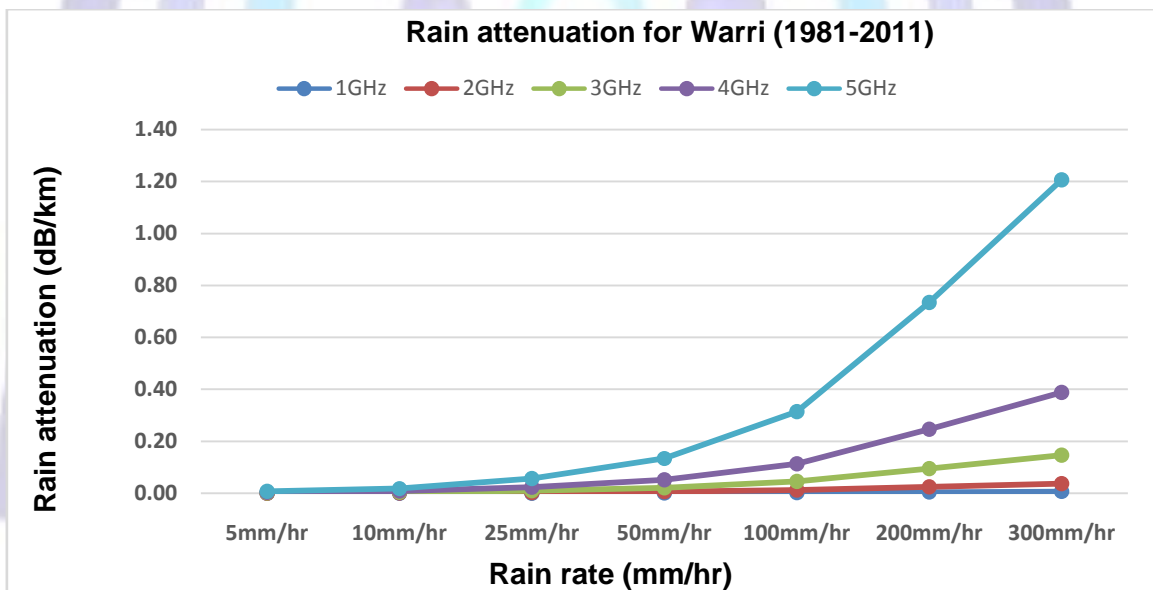 Rain attenuation for Warri (1981-2011)
1GHz 2GHz 3GHz 4GHz 5GHz
Rain attenuation (dB/km)
1.40
1.20
1.00
0.80
0.60
0.40
0.20
0.00
5mm/hr 10mm/hr 25mm/hr 50mm/hr 100mm/hr 200mm/hr 300mm/hr
Rain rate (mm/hr)